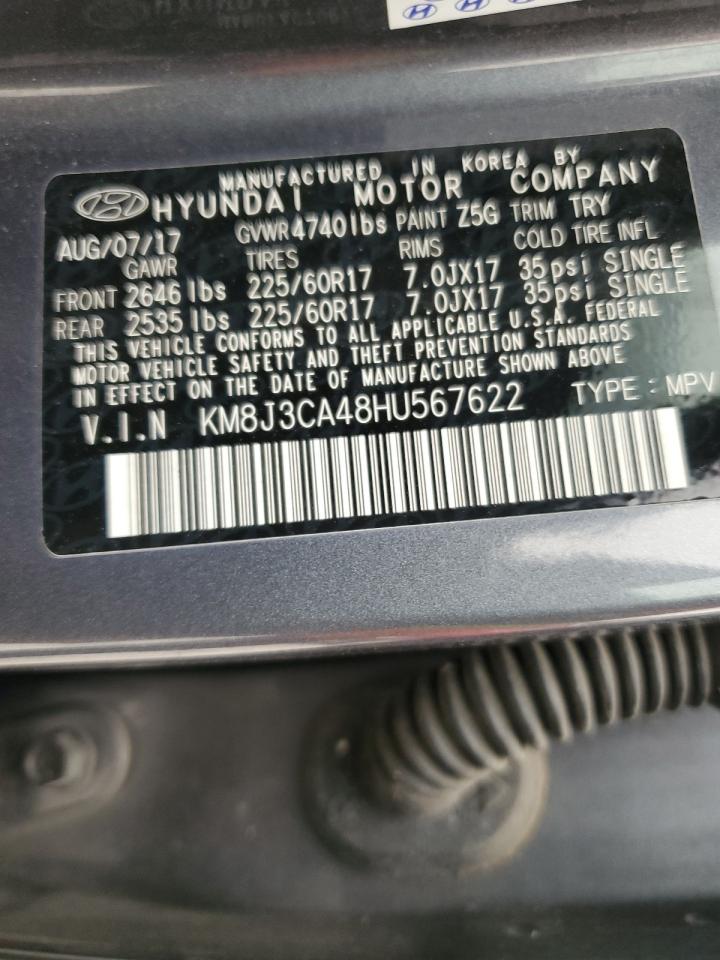 MANUFACTURED IN KOREA BY
HYUNDAI MOTOR COMPANY
AUG/07/17 GVWR 4740lbs PAINT Z5G TRIM TRY
GAWR TIRES RIMS COLD TIRE INFL.
FRONT 2646 lbs 225/60R17 7.0JX17 35psi SINGLE
REAR 2535 lbs 225/60R17 7.0JX17 35psi SINGLE
THIS VEHICLE CONFORMS TO ALL APPLICABLE U.S.A. FEDERAL
MOTOR VEHICLE SAFETY AND THEFT PREVENTION STANDARDS
IN EFFECT ON THE DATE OF MANUFACTURE SHOWN ABOVE
V.I.N KM8J3CA48HU567622 TYPE : MPV